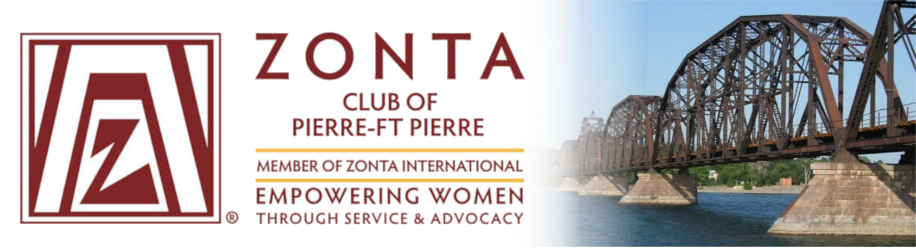 ZONTA
CLUB OF
PIERRE-FT PIERRE
MEMBER OF ZONTA INTERNATIONAL
EMPOWERING WOMEN
THROUGH SERVICE & ADVOCACY
®